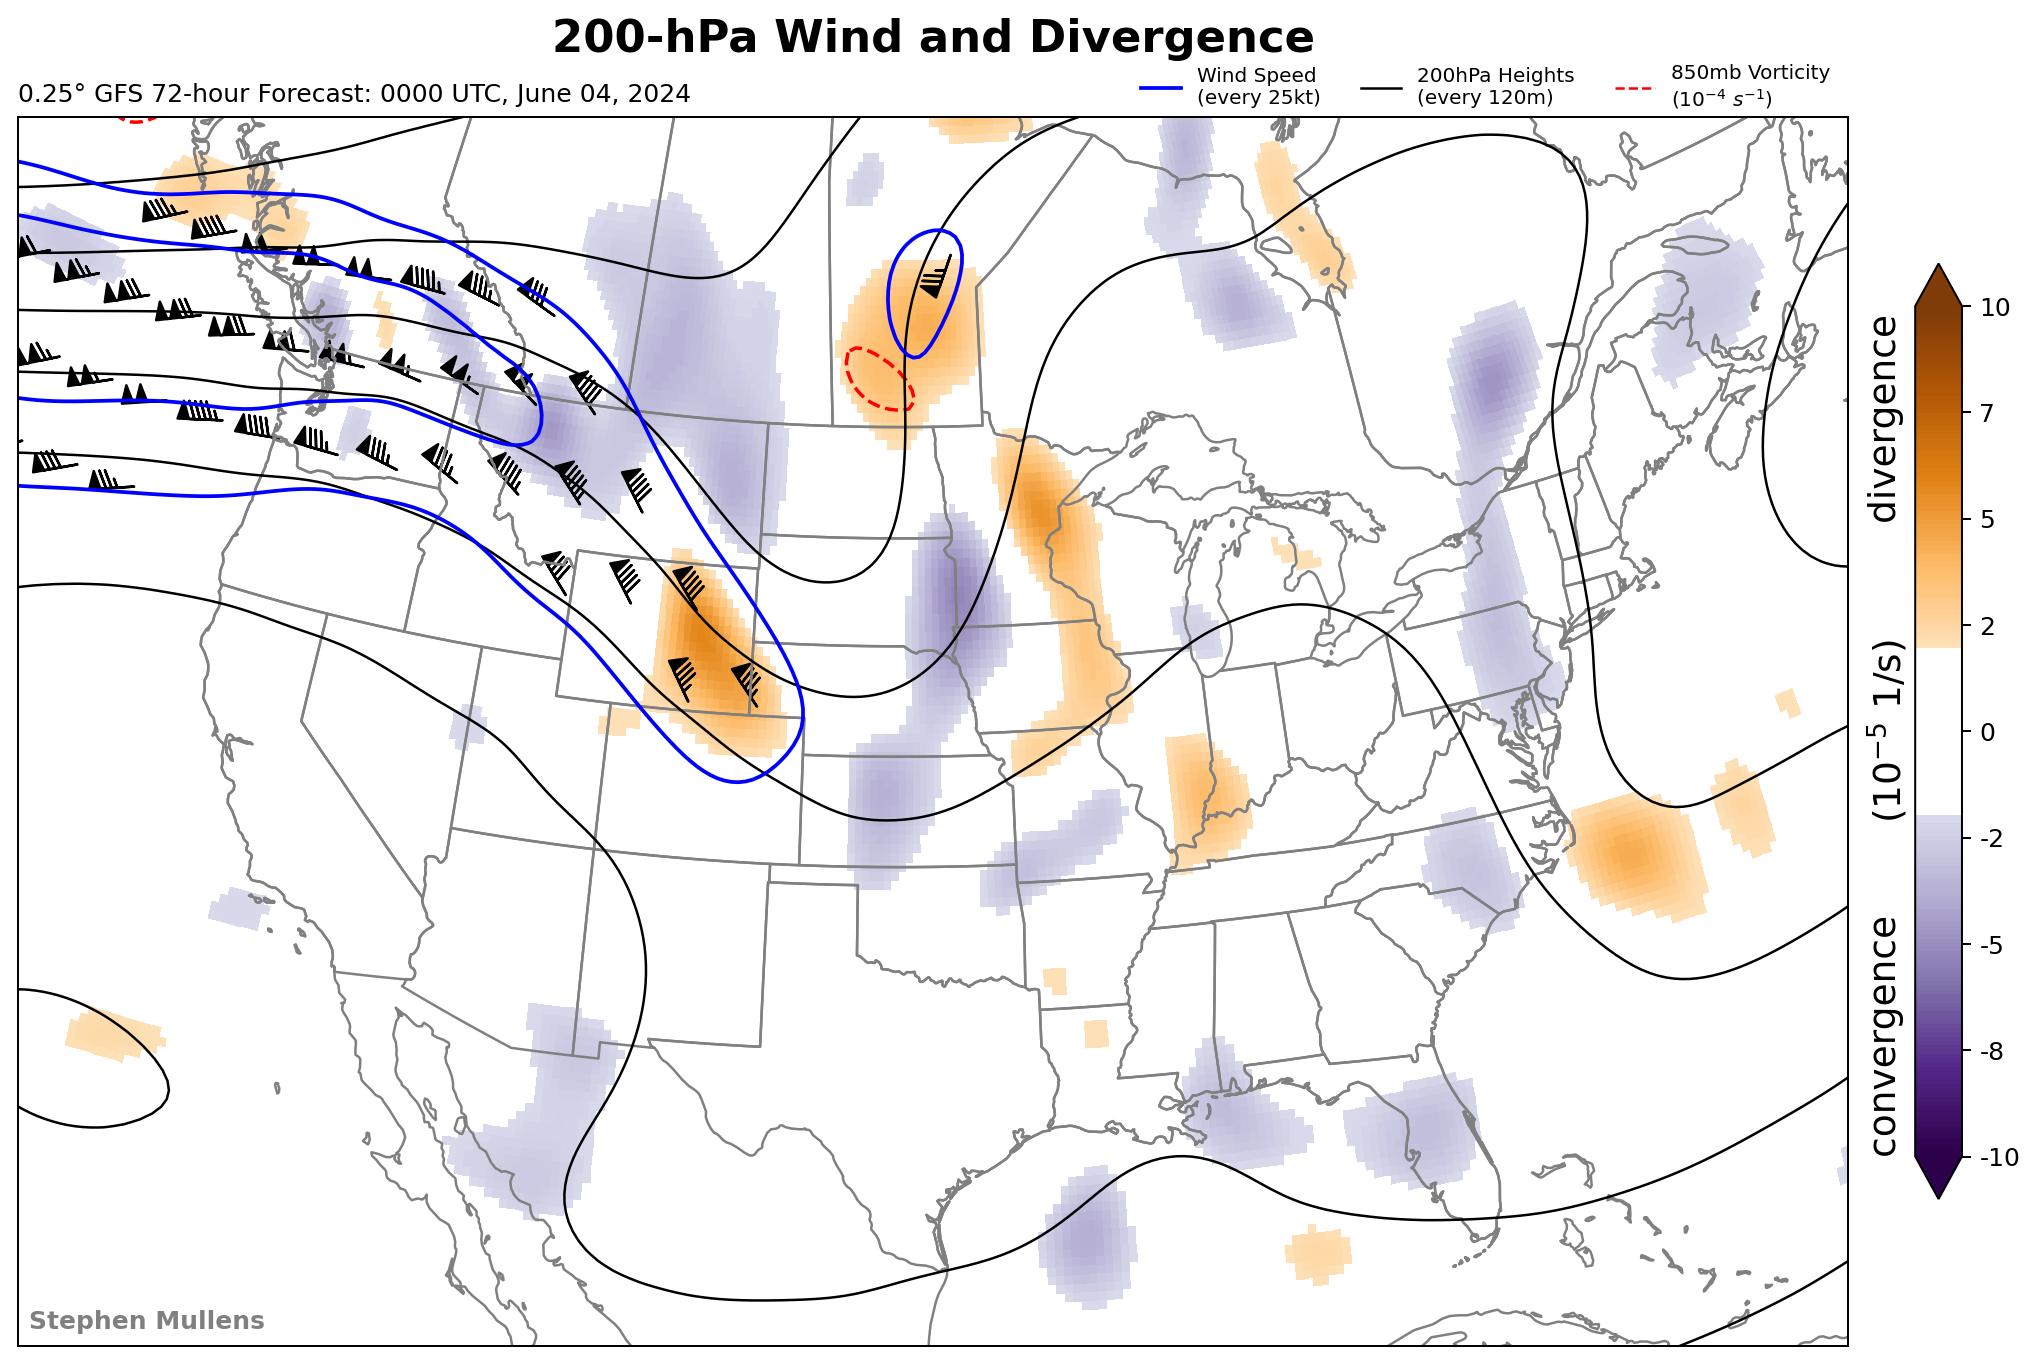 200-hPa Wind and Divergence
0.25° GFS 72-hour Forecast: 0000 UTC, June 04, 2024
Wind Speed
(every 25kt)
200hPa Heights
(every 120m)
850mb Vorticity
(10⁻⁴ s⁻¹)
10
7
5
2
0
-2
-5
-8
-10
convergence (10⁻⁵ 1/s) divergence
Stephen Mullens